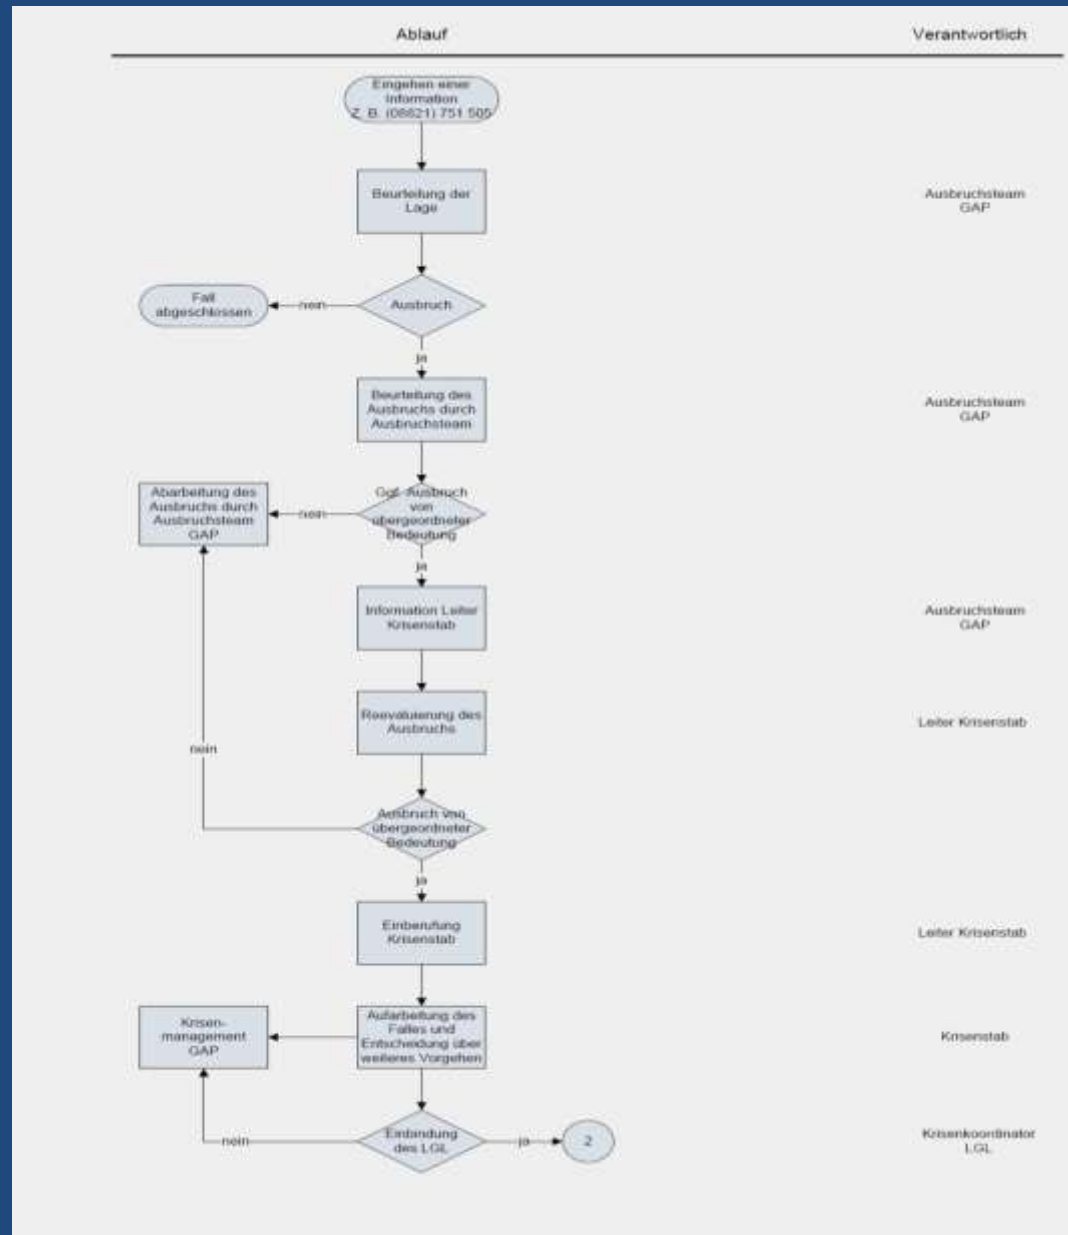 Ablauf
Verantwortlich
Eingehen einer
Information
Z. B. (08821) 751 505
Beurteilung der
Lage
Ausbruchsteam
GAP
Fall
abgeschlossen
nein
Ausbruch
ja
Beurteilung des
Ausbruchs durch
Ausbruchsteam
Ausbruchsteam
GAP
Abarbeitung des
Ausbruchs durch
Ausbruchsteam
GAP
nein
Ggf. Ausbruch
von
übergeordneter
Bedeutung
ja
Information Leiter
Krisenstab
Ausbruchsteam
GAP
Reevaluierung des
Ausbruchs
Leiter Krisenstab
nein
Ausbruch von
übergeordneter
Bedeutung
ja
Einberufung
Krisenstab
Leiter Krisenstab
Krisen-
management
GAP
Aufarbeitung des
Falles und
Entscheidung über
weiteres Vorgehen
Krisenstab
nein
Einbindung
des LGL
ja
2
Krisenkoordinator
LGL